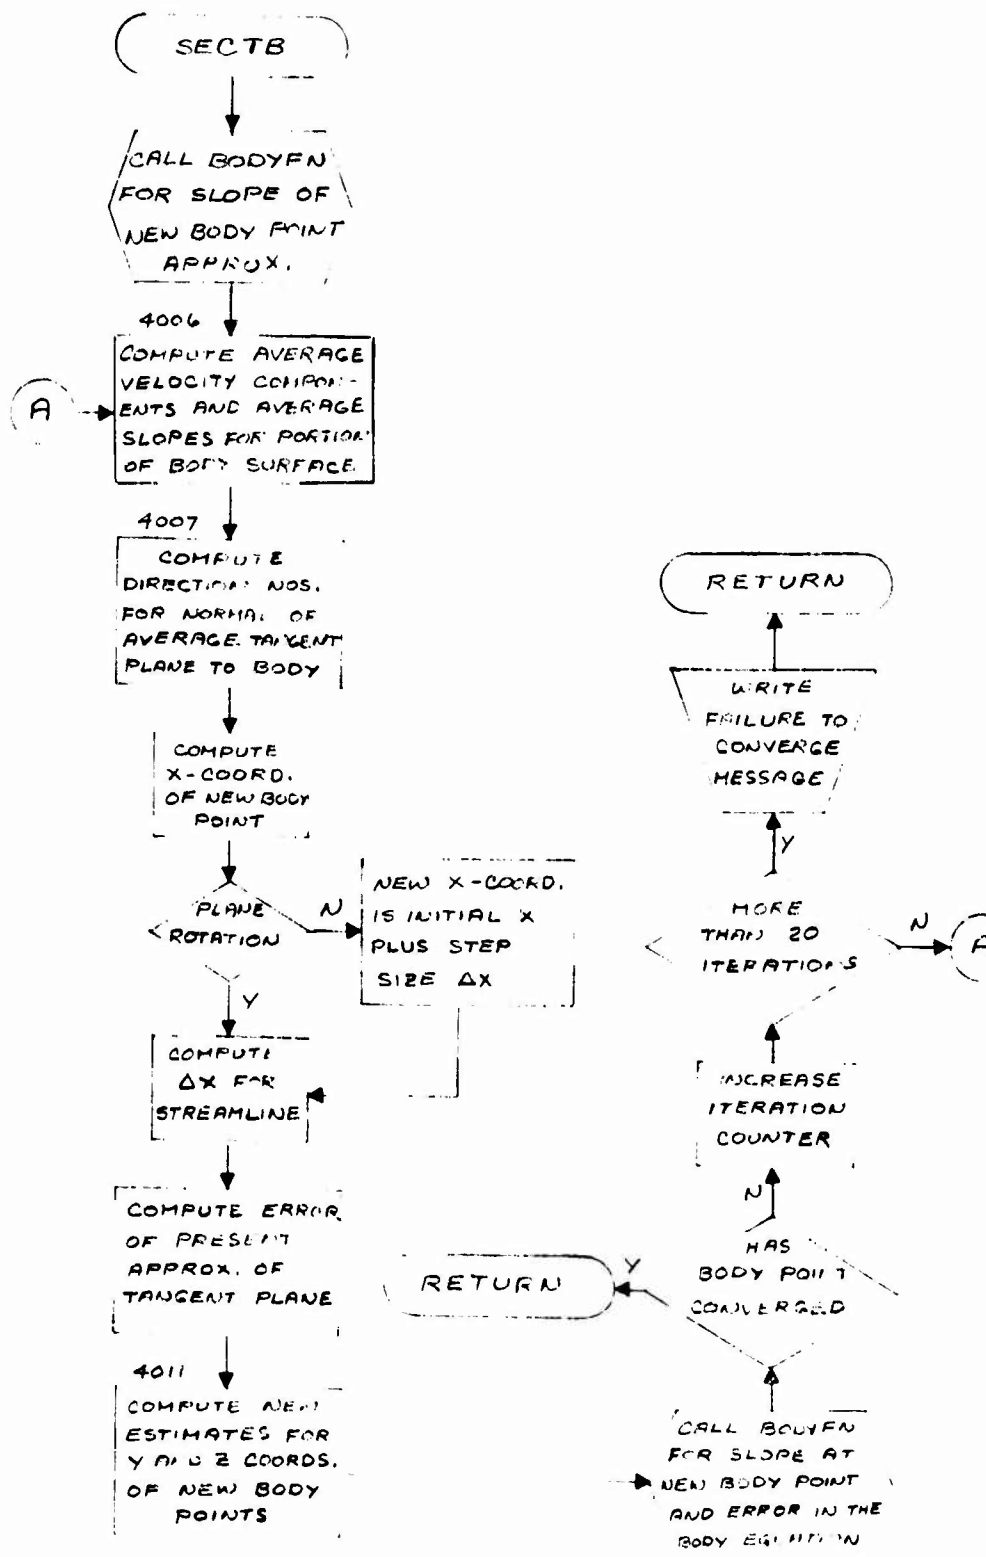 SECTB
CALL BODYFN
FOR SLOPE OF
NEW BODY POINT
APPROX.
4006
COMPUTE AVERAGE
VELOCITY COMPON-
ENTS AND AVERAGE
SLOPES FOR PORTION
OF BODY SURFACE
A
4007
COMPUTE
DIRECTION NOS.
FOR NORMAL OF
AVERAGE TANGENT
PLANE TO BODY
COMPUTE
X-COORD.
OF NEW BODY
POINT
PLANE
ROTATION
N
NEW X-COORD.
IS INITIAL X
PLUS STEP
SIZE ΔX
Y
COMPUTE
ΔX FOR
STREAMLINE
COMPUTE ERROR
OF PRESENT
APPROX. OF
TANGENT PLANE
4011
COMPUTE NEW
ESTIMATES FOR
Y AND Z COORDS.
OF NEW BODY
POINTS
CALL BODYFN
FOR SLOPE AT
NEW BODY POINT
AND ERROR IN THE
BODY EQUATION
HAS
BODY POINT
CONVERGED
Y
RETURN
N
INCREASE
ITERATION
COUNTER
MORE
THAN 20
ITERATIONS
N
A
Y
WRITE
FAILURE TO
CONVERGE
MESSAGE
RETURN